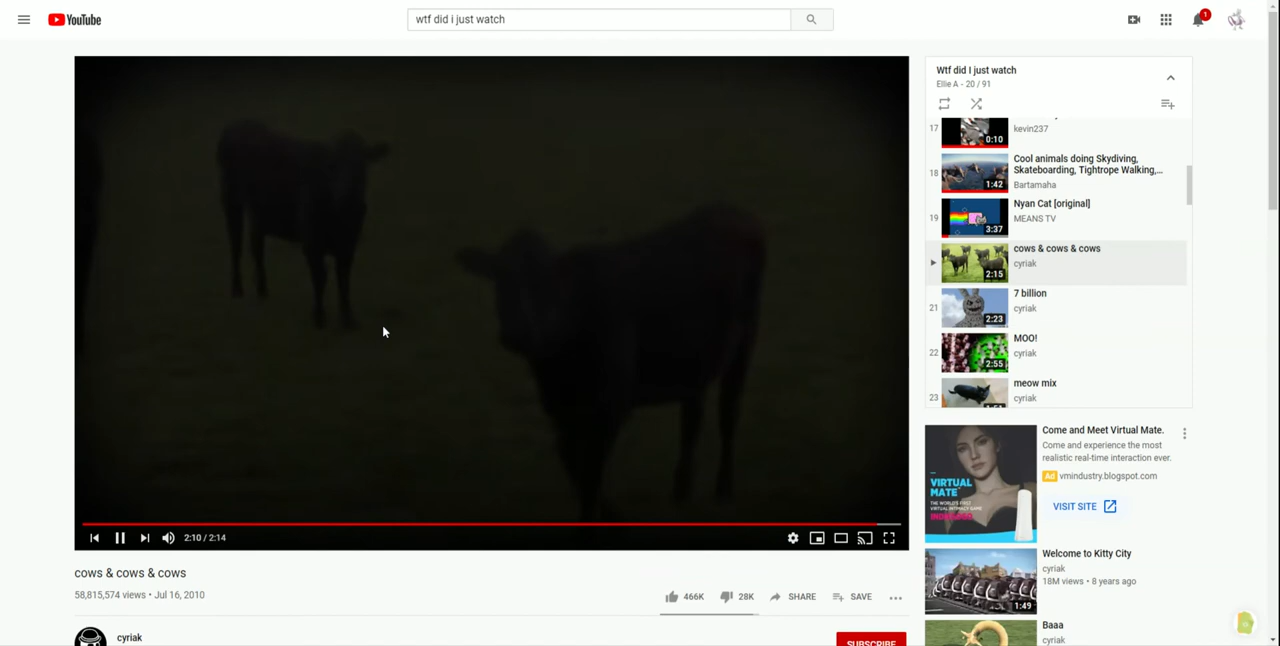 YouTube
wtf did i just watch
1
Wtf did I just watch
Ellie A - 20 / 91
17
0:10
kevin237
18
1:42
Cool animals doing Skydiving,
Skateboarding, Tightrope Walking,...
Bartamaha
19
3:37
Nyan Cat [original]
MEANS TV
2:15
cows & cows & cows
cyriak
21
2:23
7 billion
cyriak
22
2:55
MOO!
cyriak
23
meow mix
cyriak
2:10 / 2:14
cows & cows & cows
58,815,574 views • Jul 16, 2010
466K
28K
SHARE
SAVE
cyriak
SUBSCRIBE
VIRTUAL
MATE
Come and Meet Virtual Mate.
Come and experience the most
realistic real-time interaction ever.
Ad vmindustry.blogspot.com
VISIT SITE
1:49
Welcome to Kitty City
cyriak
18M views • 8 years ago
Baaa
cyriak